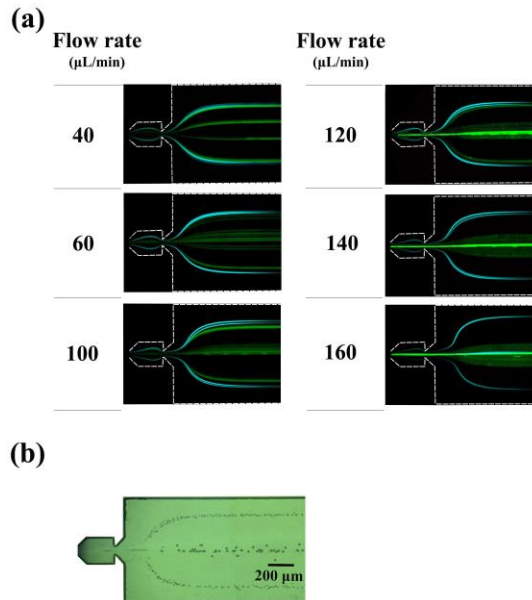 (a)
Flow rate
(μL/min)
40
60
100
Flow rate
(μL/min)
120
140
160
(b)
200 μm